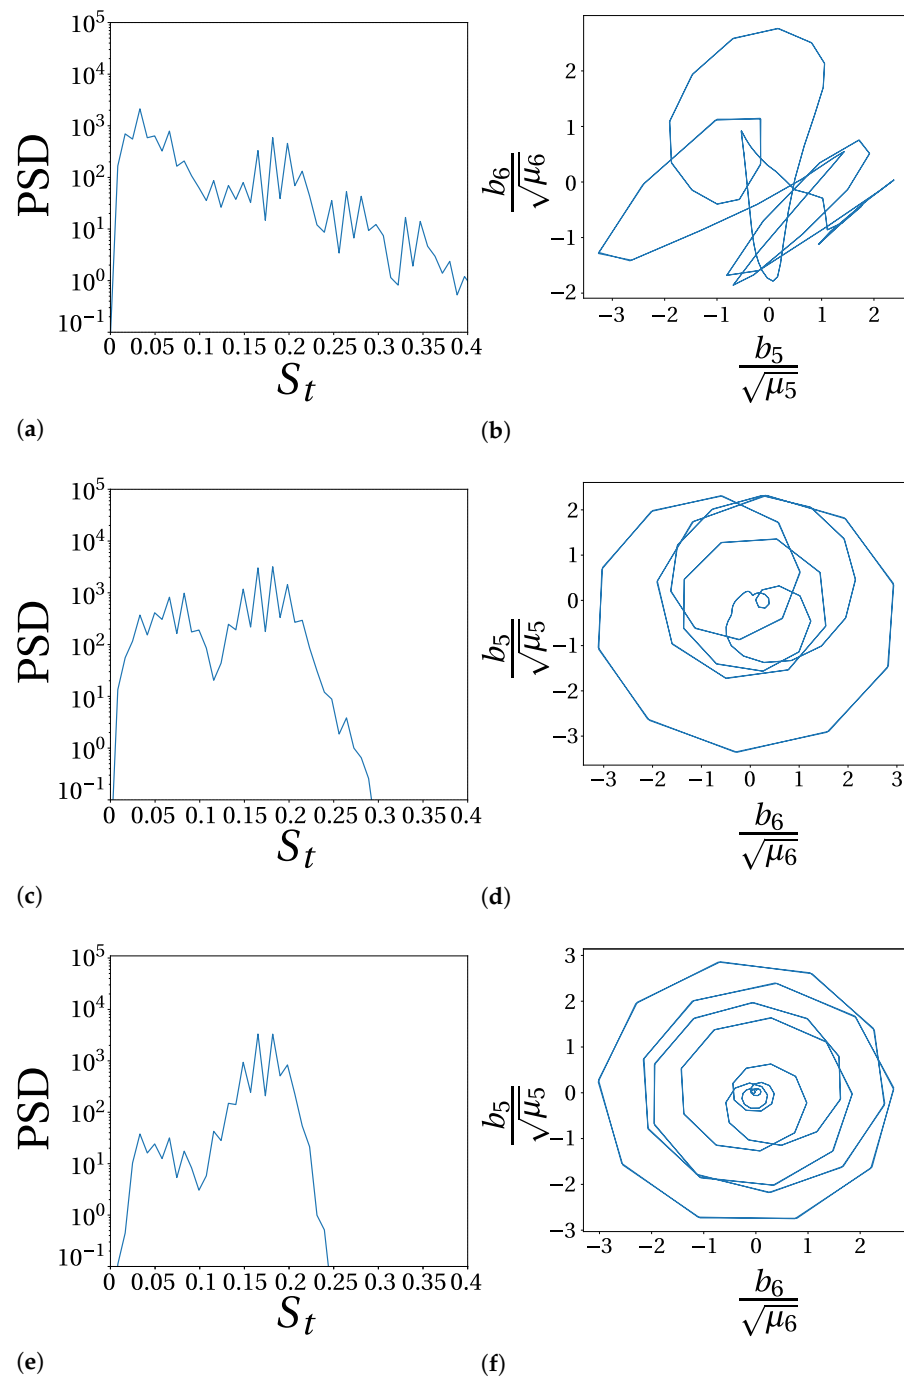 PSD
10^5
10^4
10^3
10^2
10^1
10^0
10^-1
0 0.05 0.1 0.15 0.2 0.25 0.3 0.35 0.4
S_t
(a)
b_6/√μ_6
2
1
0
−1
−2
−3 −2 −1 0 1 2
b_5/√μ_5
(b)
PSD
10^5
10^4
10^3
10^2
10^1
10^0
10^-1
0 0.05 0.1 0.15 0.2 0.25 0.3 0.35 0.4
S_t
(c)
b_5/√μ_5
2
1
0
−1
−2
−3
−3 −2 −1 0 1 2 3
b_6/√μ_6
(d)
PSD
10^5
10^4
10^3
10^2
10^1
10^0
10^-1
0 0.05 0.1 0.15 0.2 0.25 0.3 0.35 0.4
S_t
(e)
b_5/√μ_5
3
2
1
0
−1
−2
−3
−3 −2 −1 0 1 2
b_6/√μ_6
(f)